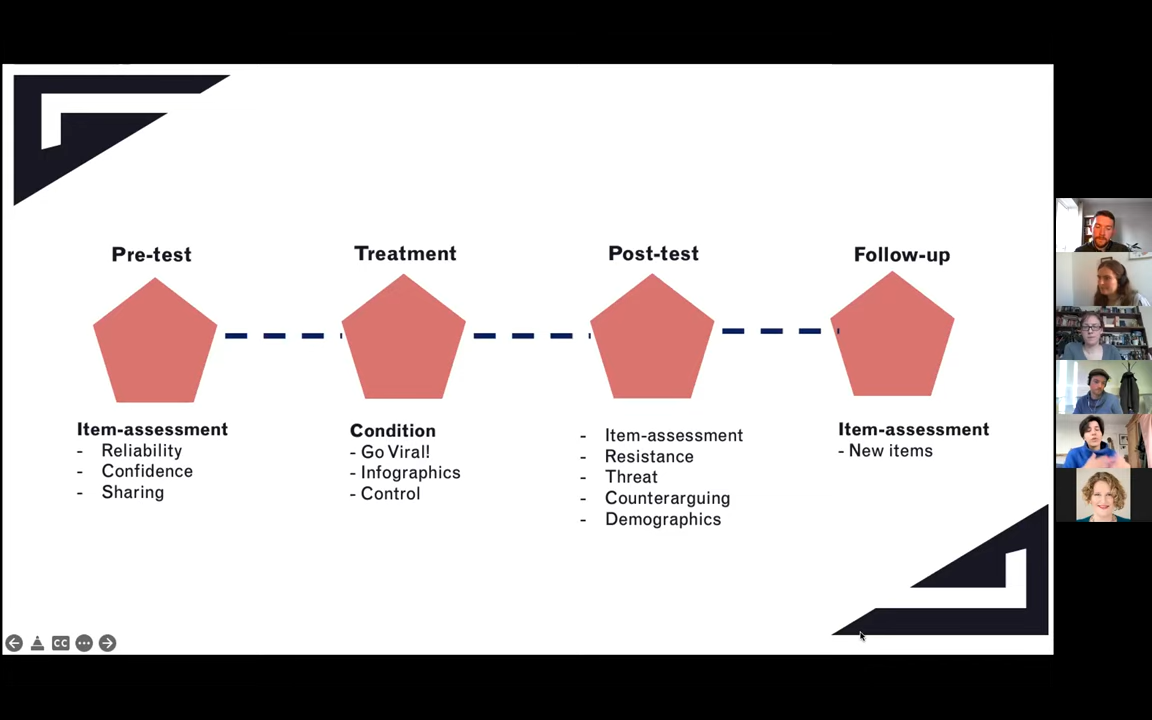 Pre-test
Treatment
Post-test
Follow-up
Item-assessment
- Reliability
- Confidence
- Sharing
Condition
- Go Viral!
- Infographics
- Control
- Item-assessment
- Resistance
- Threat
- Counterarguing
- Demographics
Item-assessment
- New items
CC